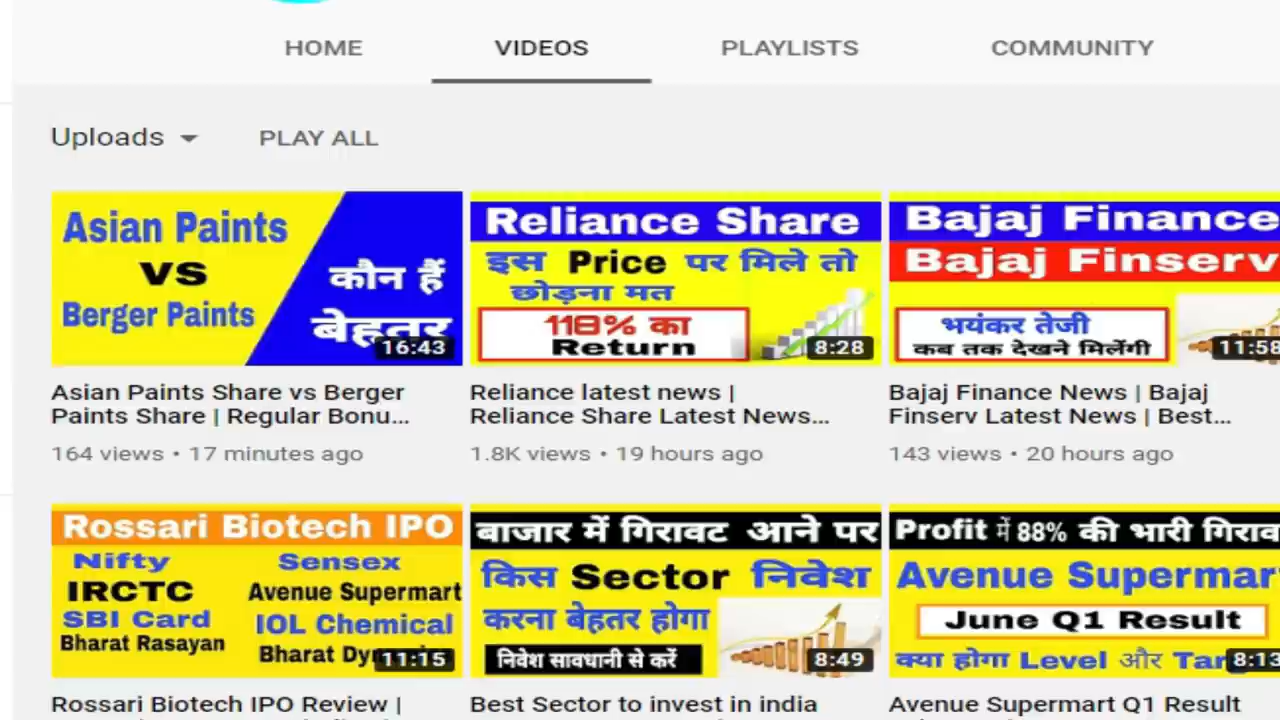 HOME VIDEOS PLAYLISTS COMMUNITY
Uploads PLAY ALL
Asian Paints
VS
Berger Paints
कौन हैं
बेहतर
16:43
Asian Paints Share vs Berger
Paints Share | Regular Bonu...
164 views • 17 minutes ago
Reliance Share
इस Price पर मिले तो
छोड़ना मत
118% का
Return
8:28
Reliance latest news |
Reliance Share Latest News...
1.8K views • 19 hours ago
Bajaj Finance
Bajaj Finserv
भयंकर तेजी
कब तक देखने मिलेंगी
11:58
Bajaj Finance News | Bajaj
Finserv Latest News | Best...
143 views • 20 hours ago
Rossari Biotech IPO
Nifty Sensex
IRCTC Avenue Supermart
SBI Card IOL Chemical
Bharat Rasayan Bharat
11:15
Rossari Biotech IPO Review |
बाजार में गिरावट आने पर
किस Sector निवेश
करना बेहतर होगा
निवेश सावधानी से करें
8:49
Best Sector to invest in india
Profit में 88% की भारी
Avenue Supermart
June Q1 Result
क्या होगा Level और
8:13
Avenue Supermart Q1 Result